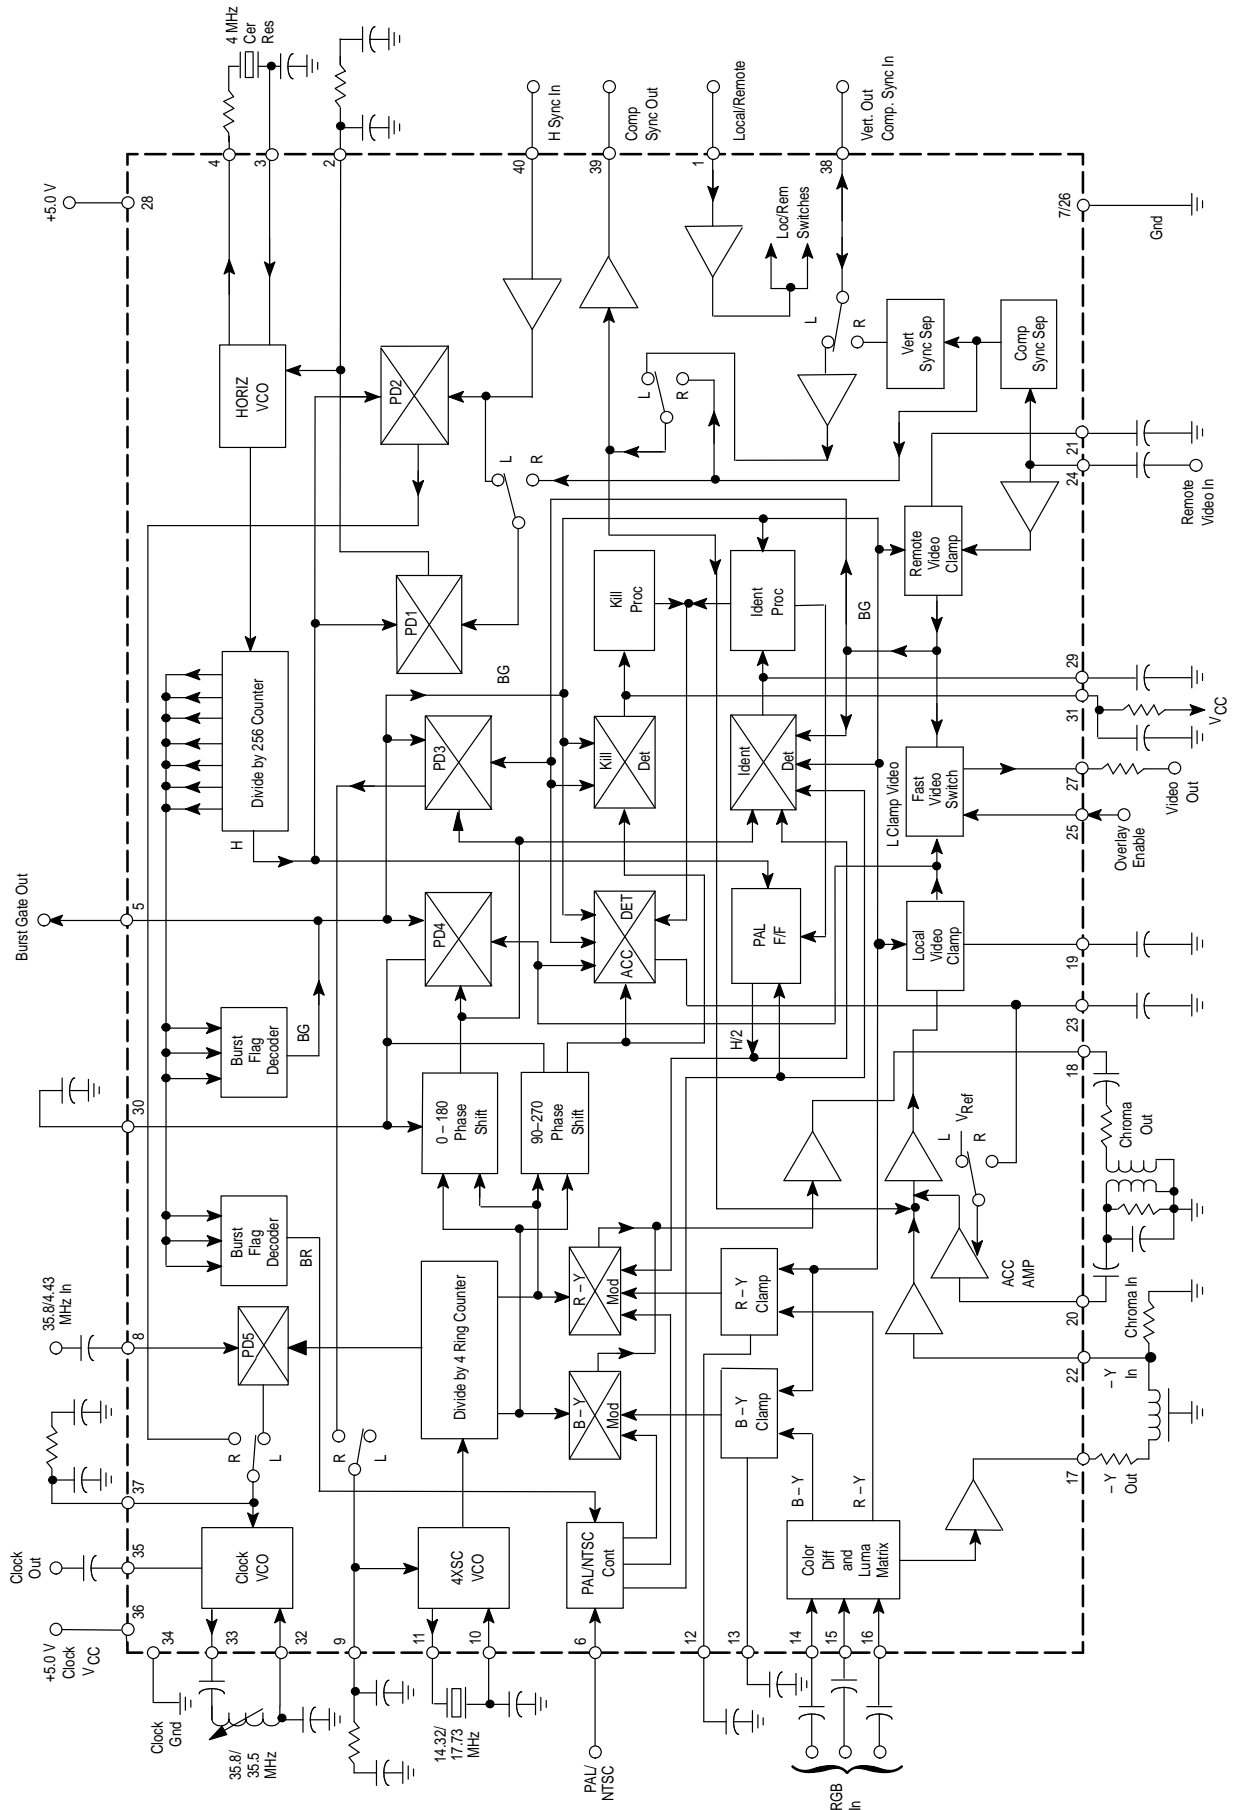 +5.0 V
Clock
VCC
36
Clock
Out
35
37
35.8/4.43
MHz In
8
30
Burst Gate Out
5
+5.0 V
28
34
Clock
Gnd
33
32
35.8/
35.5
MHz
Clock
VCO
R
L
PD5
Burst
Flag
Decoder
BR
Burst
Flag
Decoder
BG
H
Divide by 256 Counter
HORIZ
VCO
4
3
4 MHz
Cer
Res
2
9
R
L
11
10
14.32/
17.73
MHz
4XSC
VCO
Divide by 4 Ring Counter
0 – 180
Phase
Shift
90–270
Phase
Shift
PD4
PD3
BG
PD1
PD2
L
R
40
H Sync In
6
PAL/
NTSC
PAL/NTSC
Cont
B – Y
Mod
R – Y
Mod
ACC
DET
Kill
Det
Kill
Proc
39
Comp
Sync Out
L
R
12
13
B – Y
Clamp
R – Y
Clamp
H/2
PAL
F/F
Ident
Det
Ident
Proc
1
Local/Remote
Loc/Rem
Switches
14
15
16
RGB
In
Color
Diff
and
Luma
Matrix
B – Y
R – Y
BG
L
R
38
Vert. Out
Comp. Sync In
L
VRef
R
ACC
AMP
Local
Video
Clamp
L Clamp Video
Fast
Video
Switch
Remote
Video
Clamp
Vert
Sync Sep
Comp
Sync Sep
17
– Y
Out
22
– Y
In
20
Chroma In
18
Chroma
Out
23
19
25
Overlay
Enable
27
Video
Out
31
VCC
29
24
Remote
Video In
21
7/26
Gnd